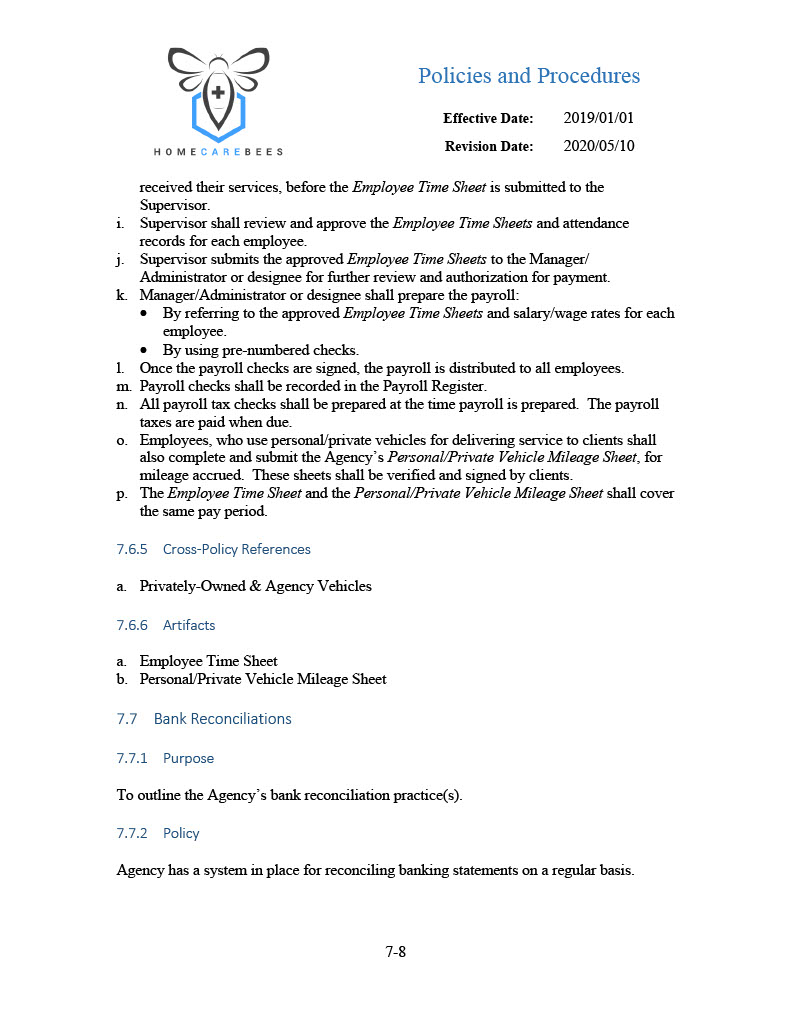 Policies and Procedures
Effective Date: 2019/01/01
Revision Date: 2020/05/10
HOMECAREBEES
received their services, before the Employee Time Sheet is submitted to the
Supervisor.
i. Supervisor shall review and approve the Employee Time Sheets and attendance
records for each employee.
j. Supervisor submits the approved Employee Time Sheets to the Manager/
Administrator or designee for further review and authorization for payment.
k. Manager/Administrator or designee shall prepare the payroll:
• By referring to the approved Employee Time Sheets and salary/wage rates for each
employee.
• By using pre-numbered checks.
l. Once the payroll checks are signed, the payroll is distributed to all employees.
m. Payroll checks shall be recorded in the Payroll Register.
n. All payroll tax checks shall be prepared at the time payroll is prepared.  The payroll
taxes are paid when due.
o. Employees, who use personal/private vehicles for delivering service to clients shall
also complete and submit the Agency’s Personal/Private Vehicle Mileage Sheet, for
mileage accrued.  These sheets shall be verified and signed by clients.
p. The Employee Time Sheet and the Personal/Private Vehicle Mileage Sheet shall cover
the same pay period.
7.6.5 Cross-Policy References
a. Privately-Owned & Agency Vehicles
7.6.6 Artifacts
a. Employee Time Sheet
b. Personal/Private Vehicle Mileage Sheet
7.7 Bank Reconciliations
7.7.1 Purpose
To outline the Agency’s bank reconciliation practice(s).
7.7.2 Policy
Agency has a system in place for reconciling banking statements on a regular basis.
7-8